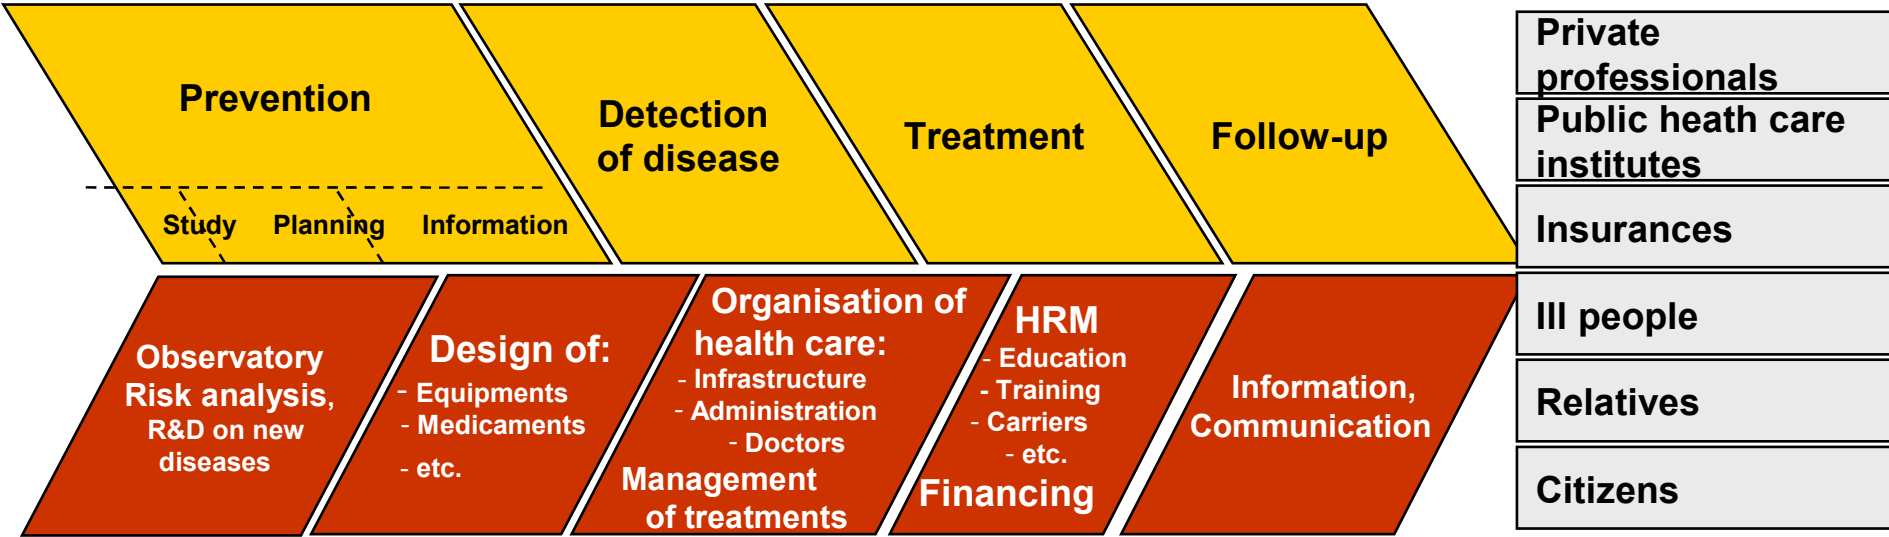 Prevention
Study Planning Information
Detection
of disease
Treatment
Follow-up
Observatory
Risk analysis,
R&D on new
diseases
Design of:
- Equipments
- Medicaments
- etc.
Organisation of
health care:
- Infrastructure
- Administration
- Doctors
Management
of treatments
HRM
- Education
- Training
- Carriers
- etc.
Financing
Information,
Communication
Private
professionals
Public heath care
institutes
Insurances
Ill people
Relatives
Citizens